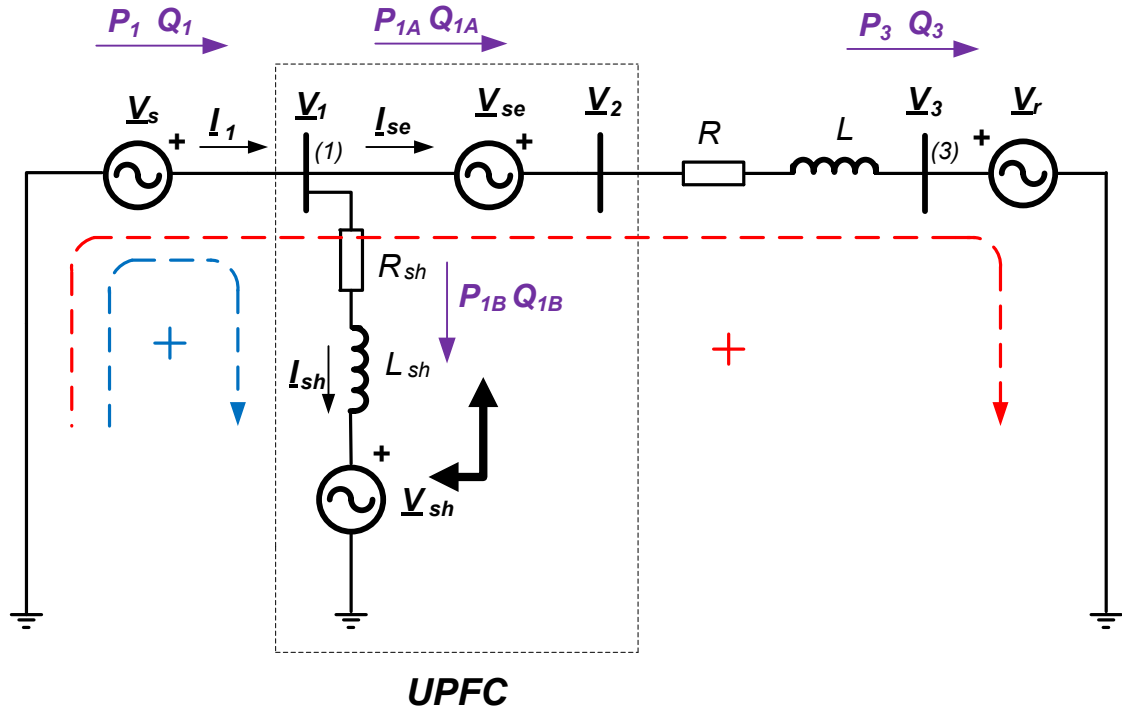 P1 Q1
P1A Q1A
P3 Q3
Vs
I1
V1
(1)
Ise
Vse
V2
R
L
V3
(3)
Vr
+
+
+
Rsh
P1B Q1B
+
+
Ish
Lsh
+
Vsh
UPFC